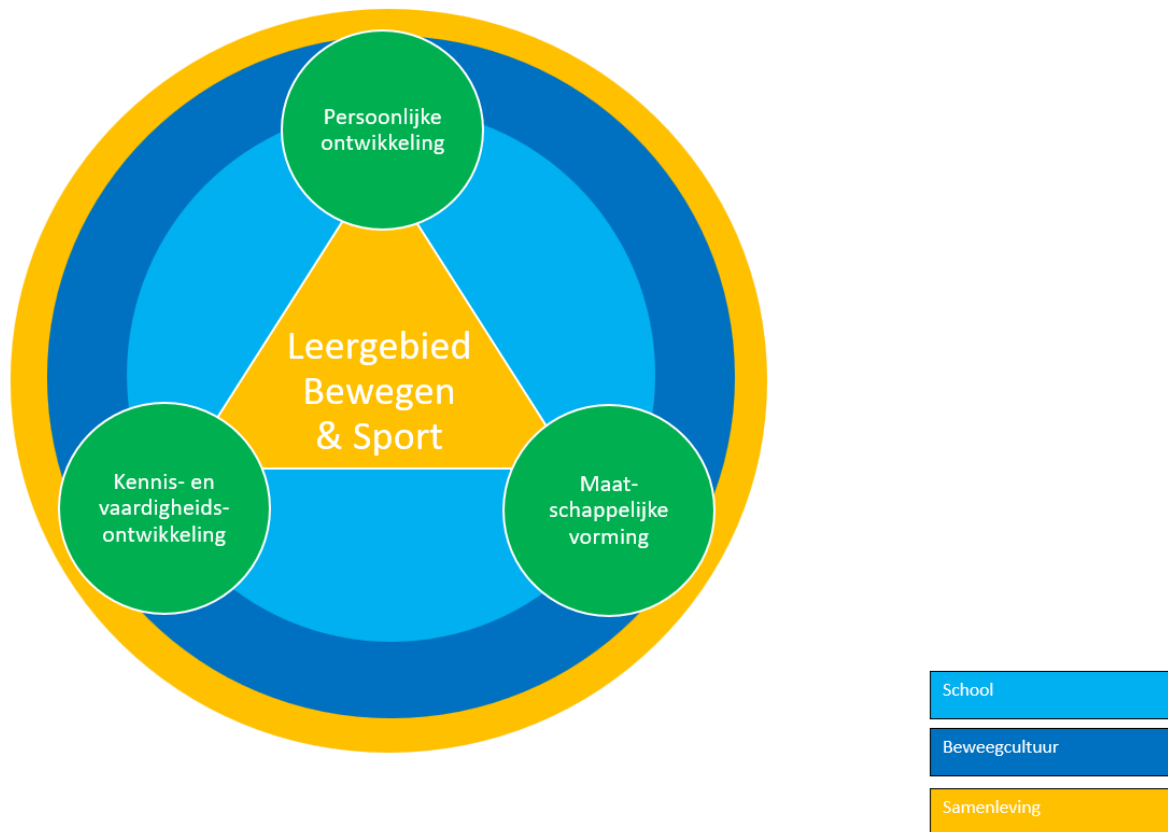 Persoonlijke
ontwikkeling
Leergebied
Bewegen
& Sport
Kennis- en
vaardigheids-
ontwikkeling
Maat-
schappelijke
vorming
School
Beweegcultuur
Samenleving